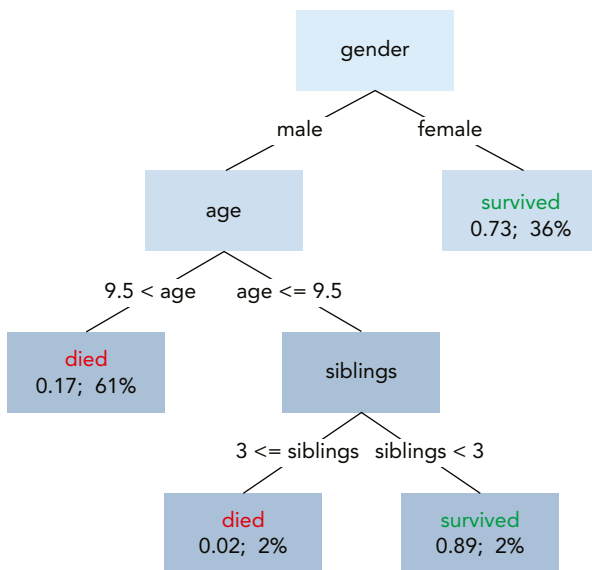 gender
male
female
age
survived
0.73; 36%
9.5 < age
age <= 9.5
died
0.17; 61%
siblings
3 <= siblings
siblings < 3
died
0.02; 2%
survived
0.89; 2%